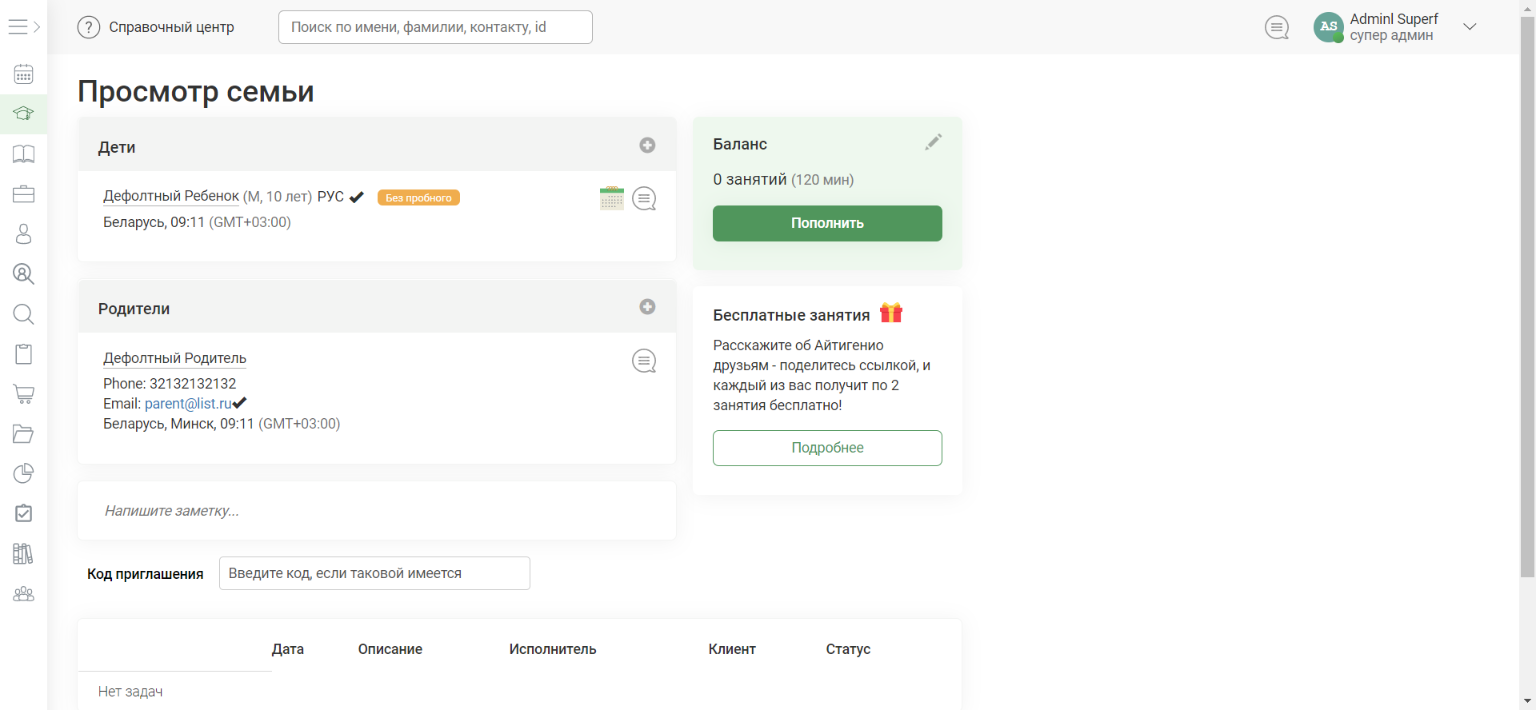 ? Справочный центр
Поиск по имени, фамилии, контакту, id
AS
Adminl Superf
супер админ
Просмотр семьи
Дети
Дефолтный Ребенок (М, 10 лет) РУС Без пробного
Беларусь, 09:11 (GMT+03:00)
Родители
Дефолтный Родитель
Phone: 32132132132
Email: parent@list.ru
Беларусь, Минск, 09:11 (GMT+03:00)
Напишите заметку...
Баланс
0 занятий (120 мин)
Пополнить
Бесплатные занятия
Расскажите об Айтигенио
друзьям - поделитесь ссылкой, и
каждый из вас получит по 2
занятия бесплатно!
Подробнее
Код приглашения Введите код, если таковой имеется
Дата Описание Исполнитель Клиент Статус
Нет задач